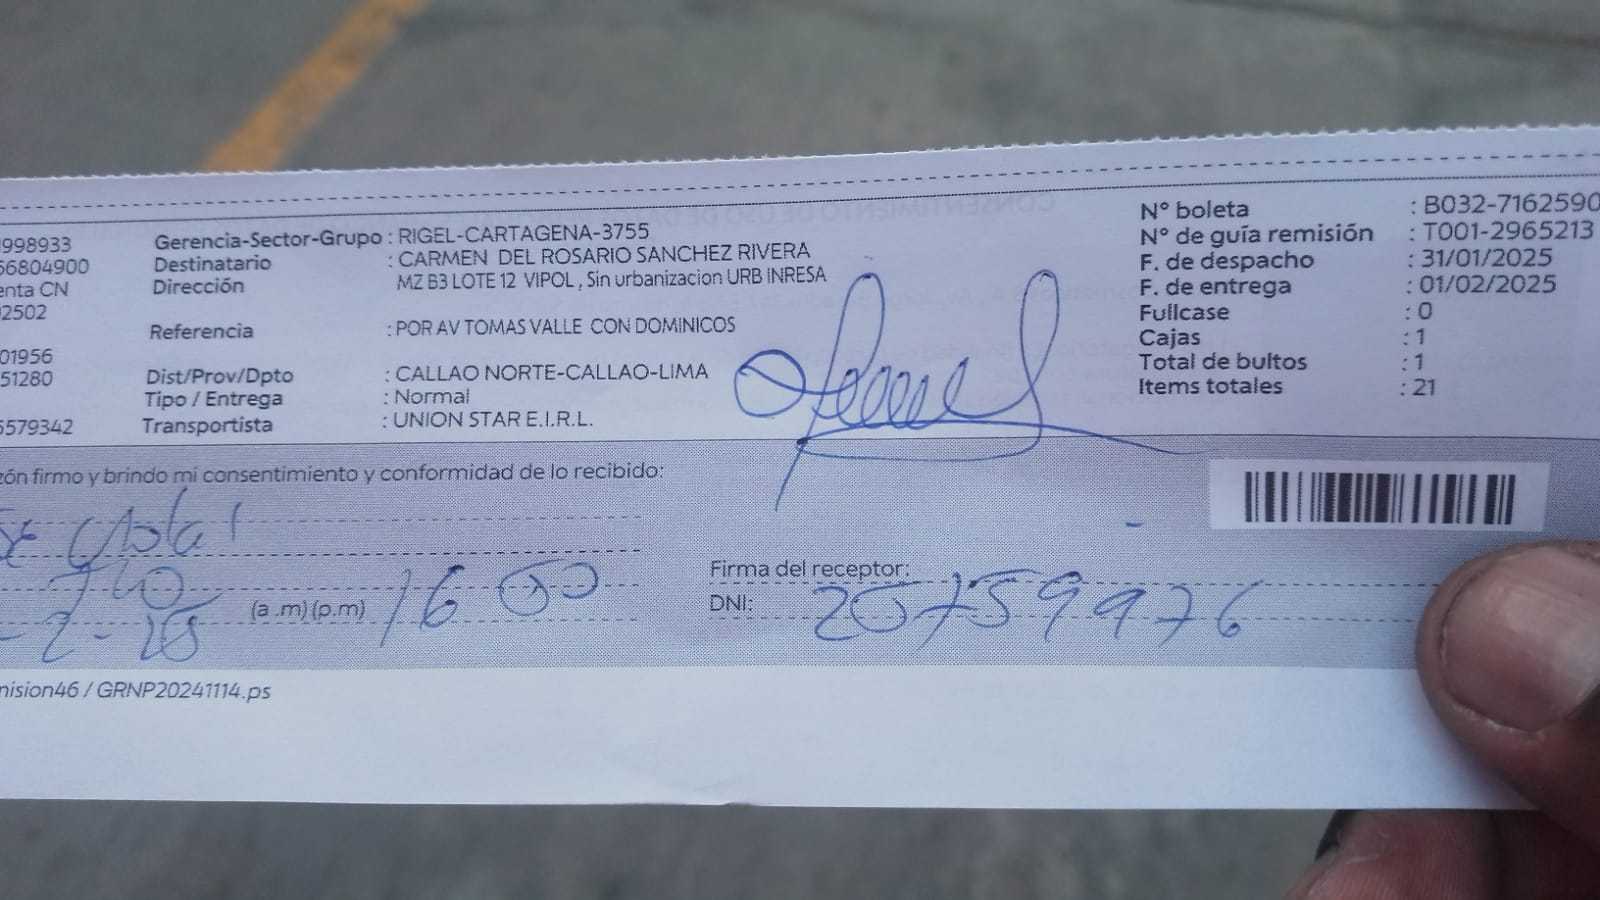 1998933
56804900
enta CN
02502
01956
51280
5579342
Gerencia-Sector-Grupo : RIGEL-CARTAGENA-3755
Destinatario : CARMEN DEL ROSARIO SANCHEZ RIVERA
Dirección MZ B3 LOTE 12 VIPOL , Sin urbanizacion URB INRESA
Referencia : POR AV TOMAS VALLE CON DOMINICOS
Dist/Prov/Dpto : CALLAO NORTE-CALLAO-LIMA
Tipo / Entrega : Normal
Transportista : UNION STAR E.I.R.L.
N° boleta : B032-7162590
N° de guía remisión : T001-2965213
F. de despacho : 31/01/2025
F. de entrega : 01/02/2025
Fullcase : 0
Cajas : 1
Total de bultos : 1
Items totales : 21
zón firmo y brindo mi consentimiento y conformidad de lo recibido:
(a .m) (p.m) 16 00
-2-25
Firma del receptor:
DNI: 20759976
nision46 / GRNP20241114.ps